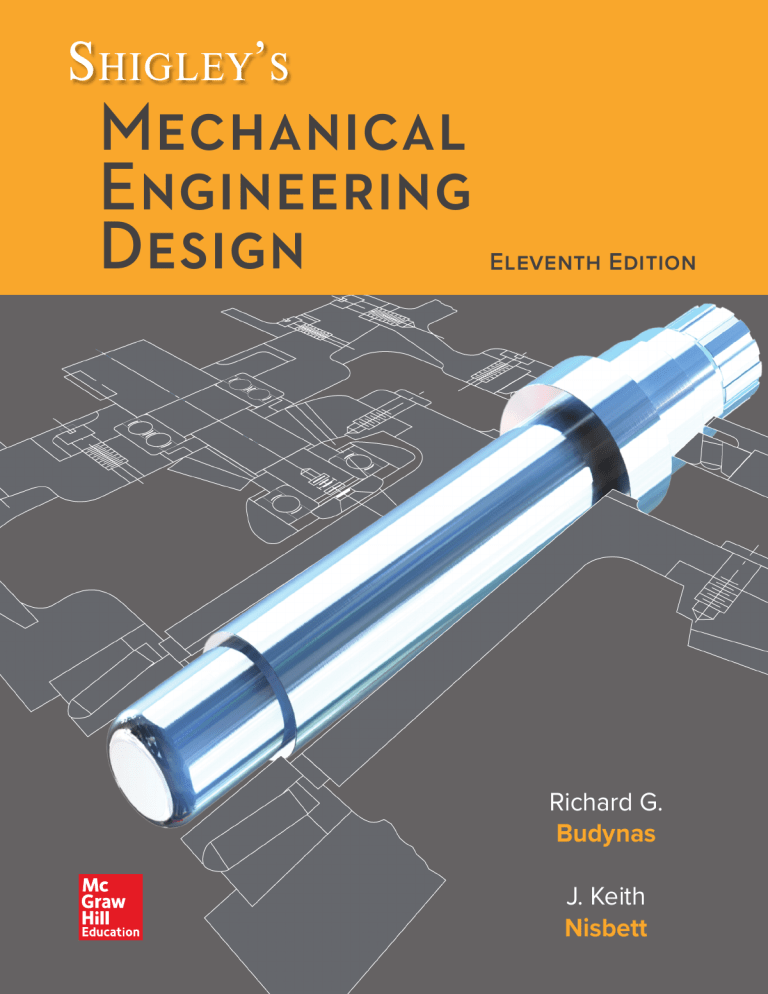 SHIGLEY'S
MECHANICAL
ENGINEERING
DESIGN
ELEVENTH EDITION
Richard G.
Budynas
J. Keith
Nisbett
Mc
Graw
Hill
Education